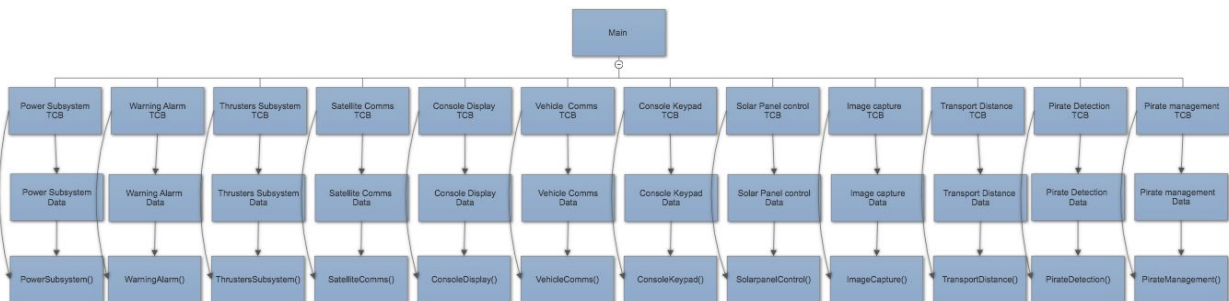 Main
Power Subsystem
TCB
Warning Alarm
TCB
Thrusters Subsystem
TCB
Satellite Comms
TCB
Console Display
TCB
Vehicle Comms
TCB
Console Keypad
TCB
Solar Panel control
TCB
Image capture
TCB
Transport Distance
TCB
Pirate Detection
TCB
Pirate management
TCB
Power Subsystem
Data
Warning Alarm
Data
Thrusters Subsystem
Data
Satellite Comms
Data
Console Display
Data
Vehicle Comms
Data
Console Keypad
Data
Solar Panel control
Data
Image capture
Data
Transport Distance
Data
Pirate Detection
Data
Pirate management
Data
PowerSubsystem()
WarningAlarm()
ThrustersSubsystem()
SatelliteComms()
ConsoleDisplay()
VehicleComms()
ConsoleKeypad()
SolarpanelControl()
ImageCapture()
TransportDistance()
PirateDetection()
PirateManagement()